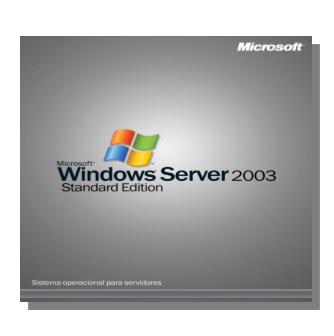 Microsoft
Microsoft®
Windows Server 2003
Standard Edition
Sistema operacional para servidores